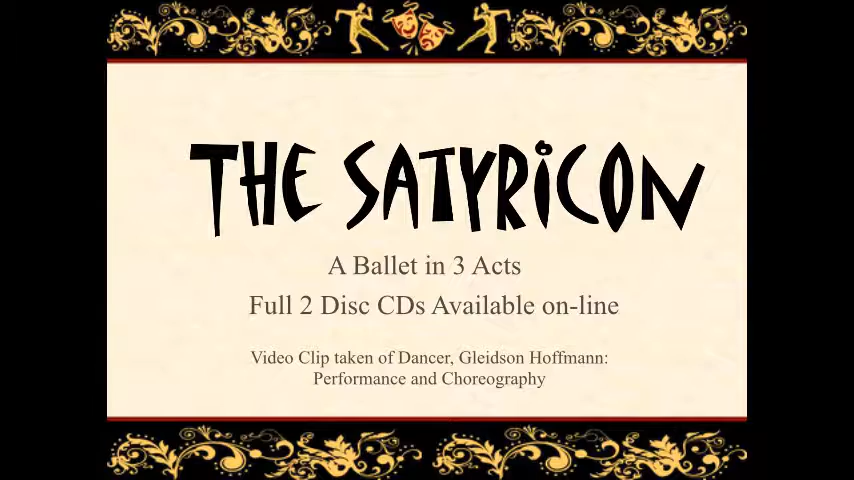 THE SATYRiCON
A Ballet in 3 Acts
Full 2 Disc CDs Available on-line
Video Clip taken of Dancer, Gleidson Hoffmann:
Performance and Choreography